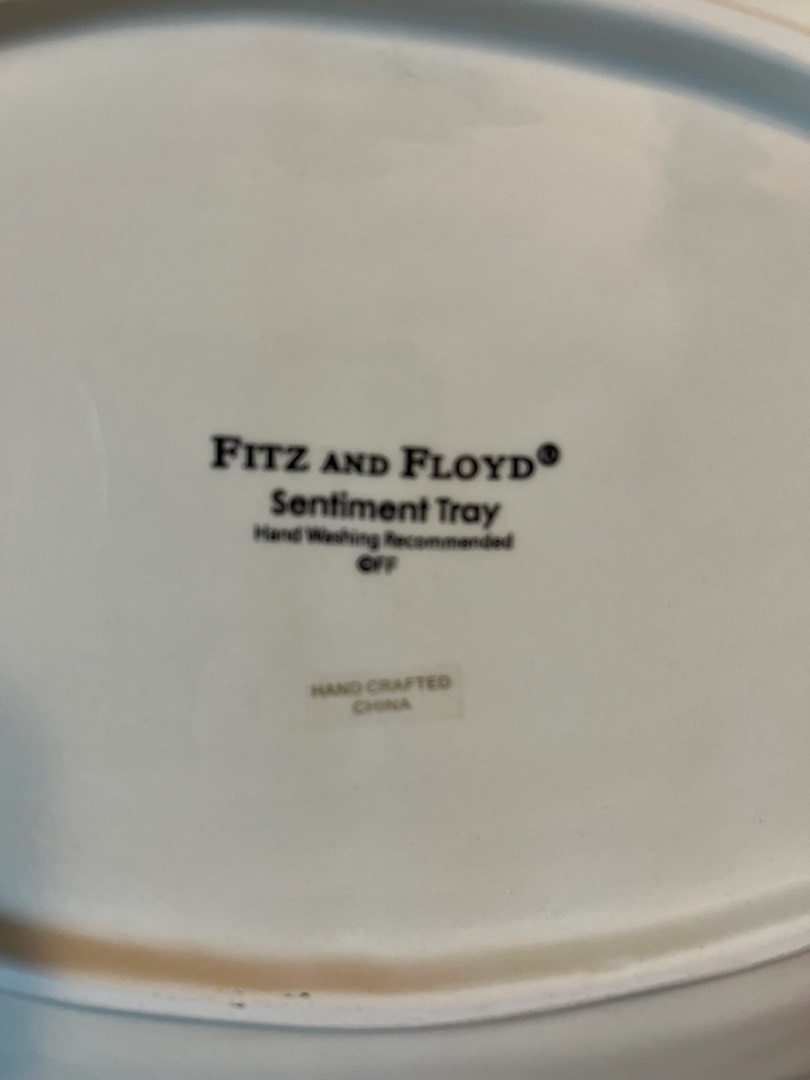 FITZ AND FLOYD®
Sentiment Tray
Hand Washing Recommended
©FF
HAND CRAFTED
CHINA